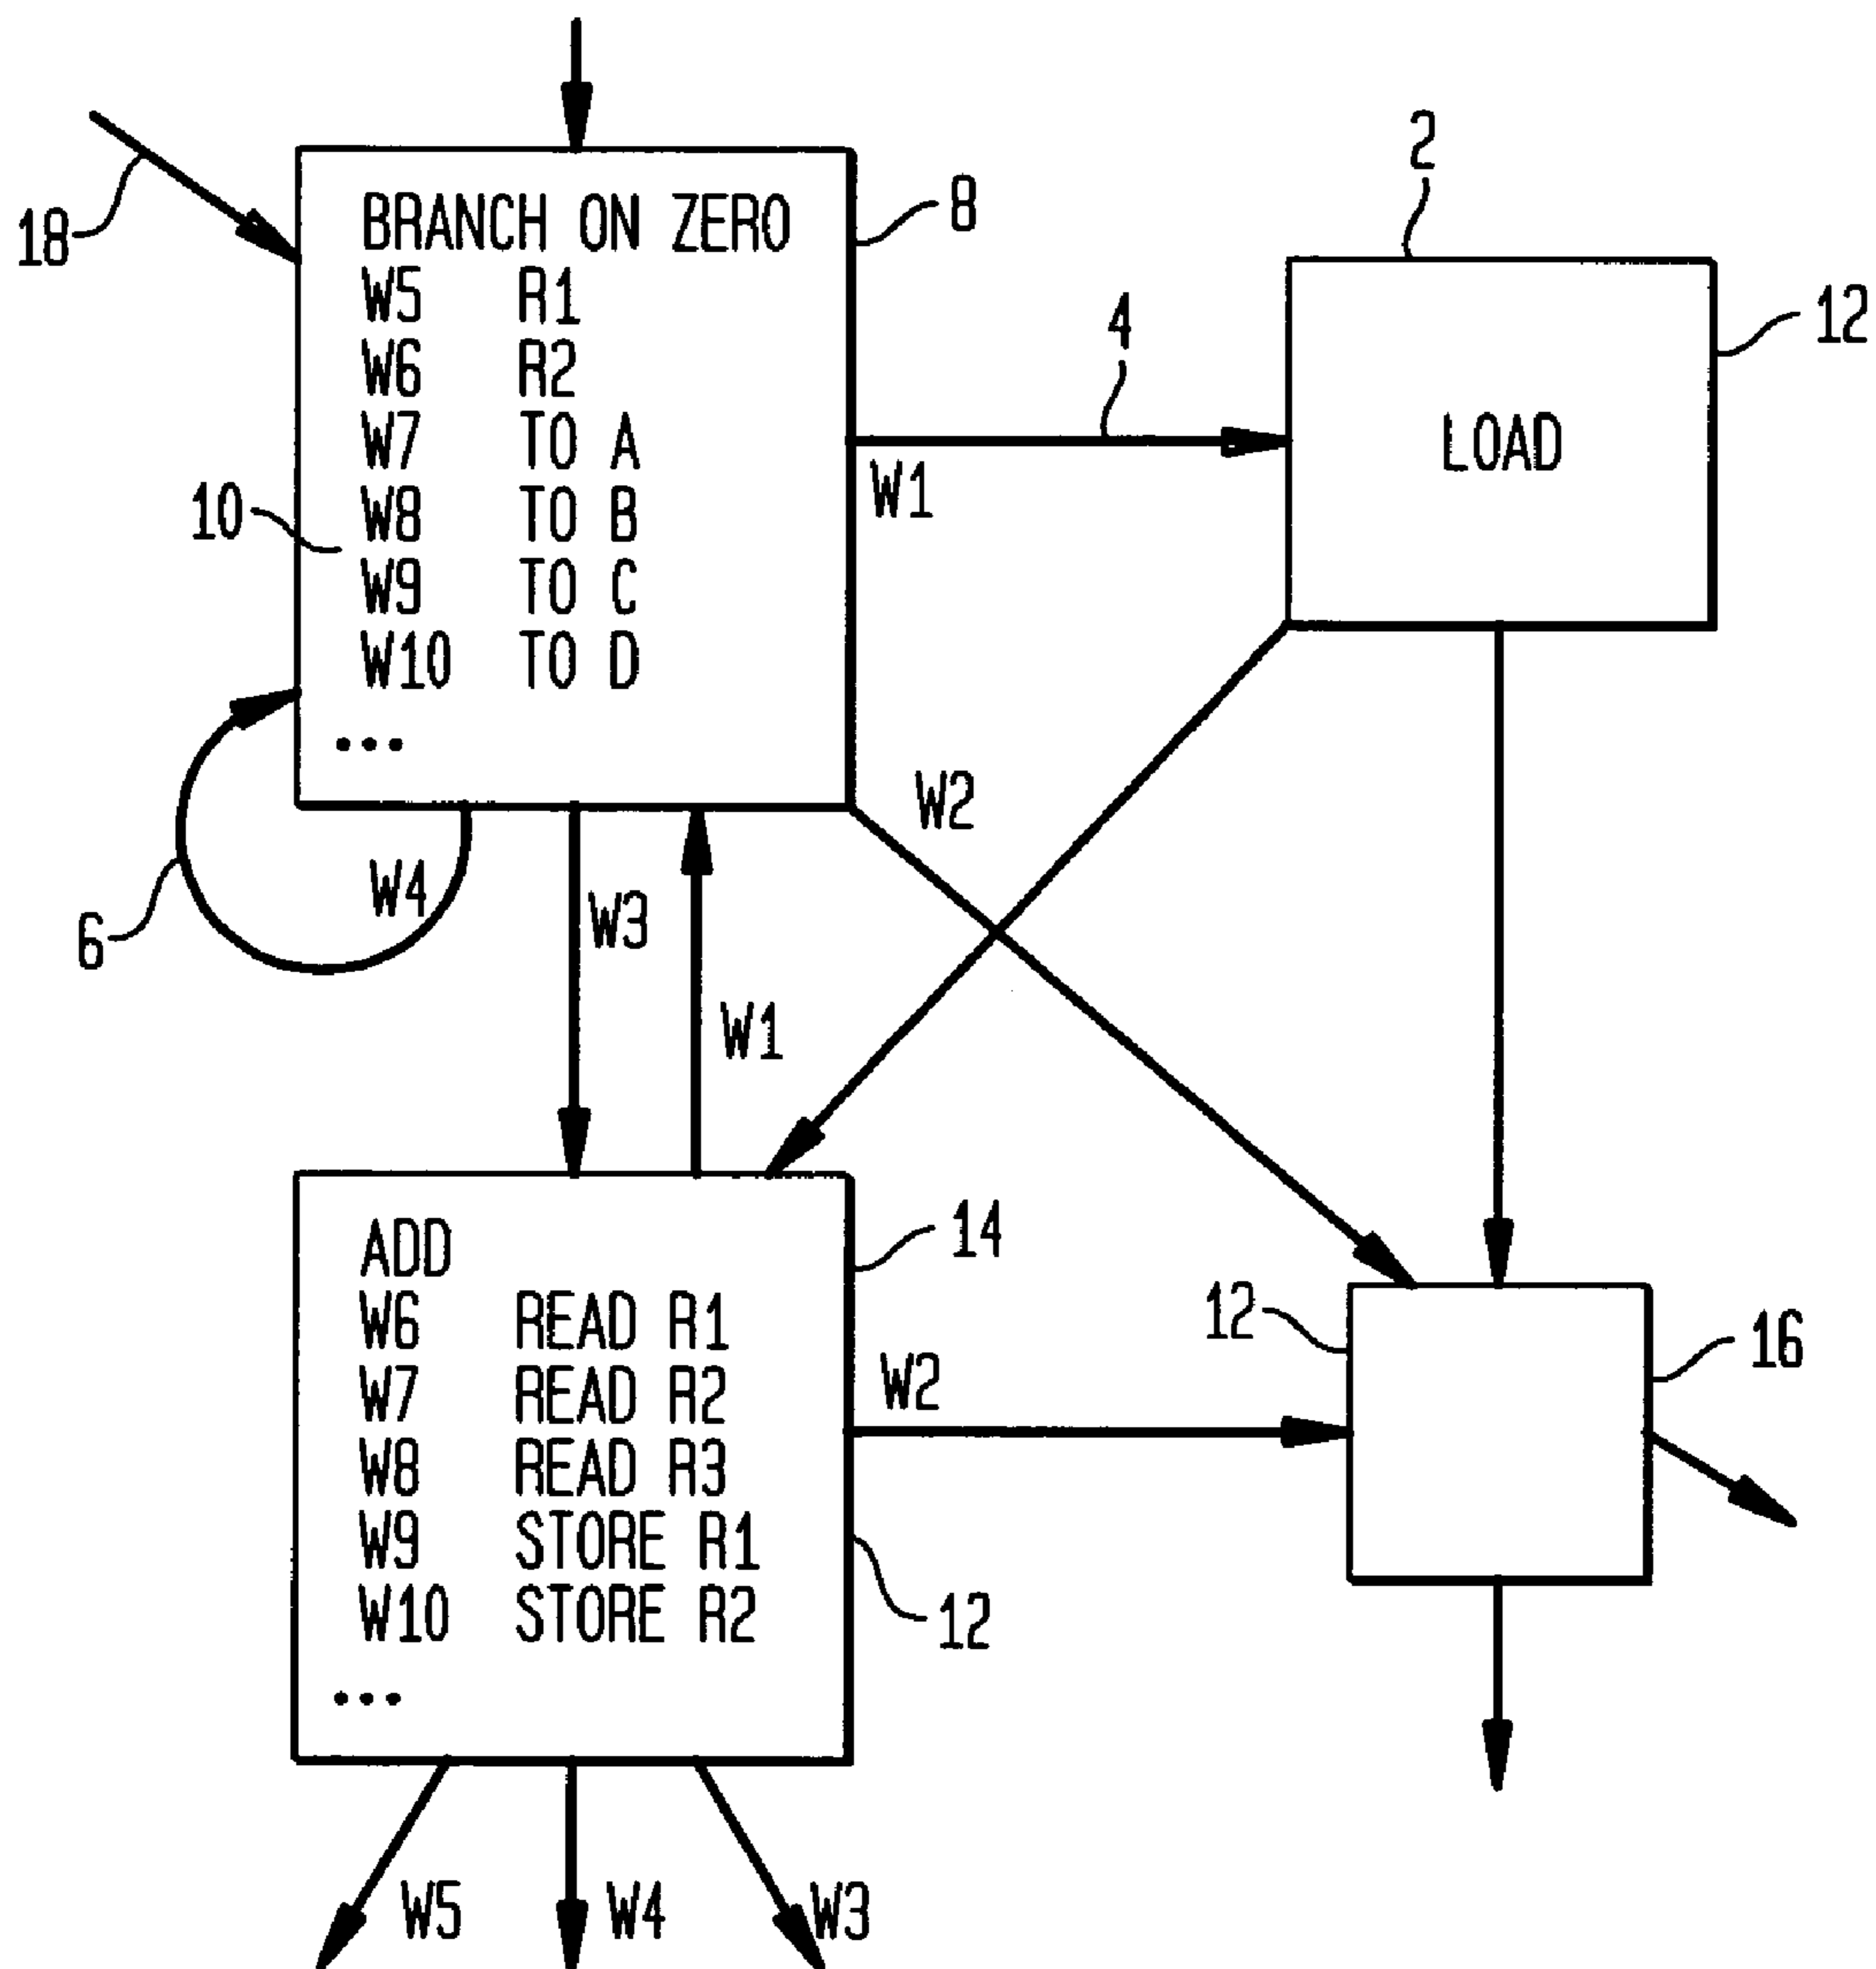 2
18
BRANCH ON ZERO
8
W5 R1
12
W6 R2
4
W7 TO A
LOAD
W1
10
W8 TO B
W9 TO C
W10 TO D
...
W2
W4
W3
6
W1
ADD
14
W6 READ R1
12
16
W7 READ R2
W2
W8 READ R3
W9 STORE R1
W10 STORE R2
12
...
W5
W4
W3